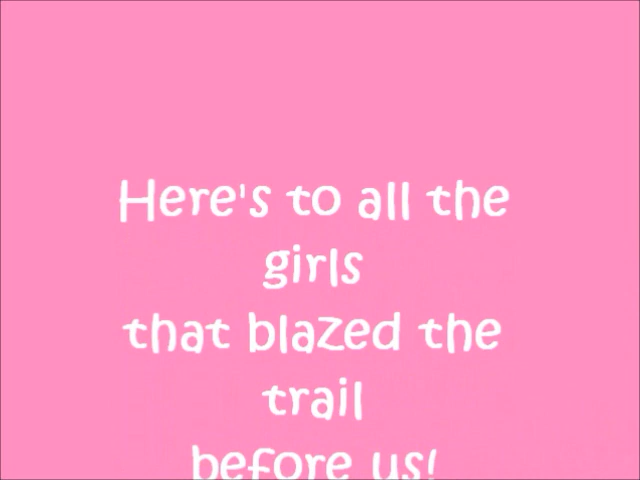 Here's to all the
girls
that blazed the
trail
before us!